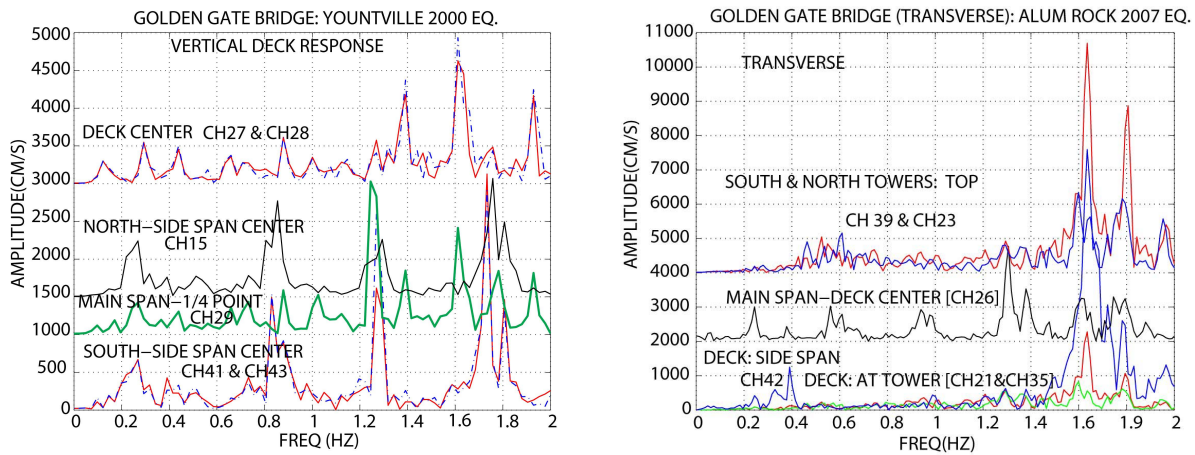 GOLDEN GATE BRIDGE: YOUNTVILLE 2000 EQ.
VERTICAL DECK RESPONSE
AMPLITUDE(CM/S)
5000
4500
4000
3500
3000
2500
2000
1500
1000
500
0
DECK CENTER CH27 & CH28
NORTH−SIDE SPAN CENTER
CH15
MAIN SPAN−1/4 POINT
CH29
SOUTH−SIDE SPAN CENTER
CH41 & CH43
0 0.2 0.4 0.6 0.8 1 1.2 1.4 1.6 1.8 2
FREQ (HZ)
GOLDEN GATE BRIDGE (TRANSVERSE): ALUM ROCK 2007 EQ.
TRANSVERSE
AMPLITUDE(CM/S)
11000
10000
9000
8000
7000
6000
5000
4000
3000
2000
1000
0
SOUTH & NORTH TOWERS: TOP
CH 39 & CH23
MAIN SPAN−DECK CENTER [CH26]
DECK: SIDE SPAN
CH42 DECK: AT TOWER [CH21&CH35]
0 0.2 0.4 0.6 0.8 1 1.2 1.4 1.6 1.9 2
FREQ(HZ)